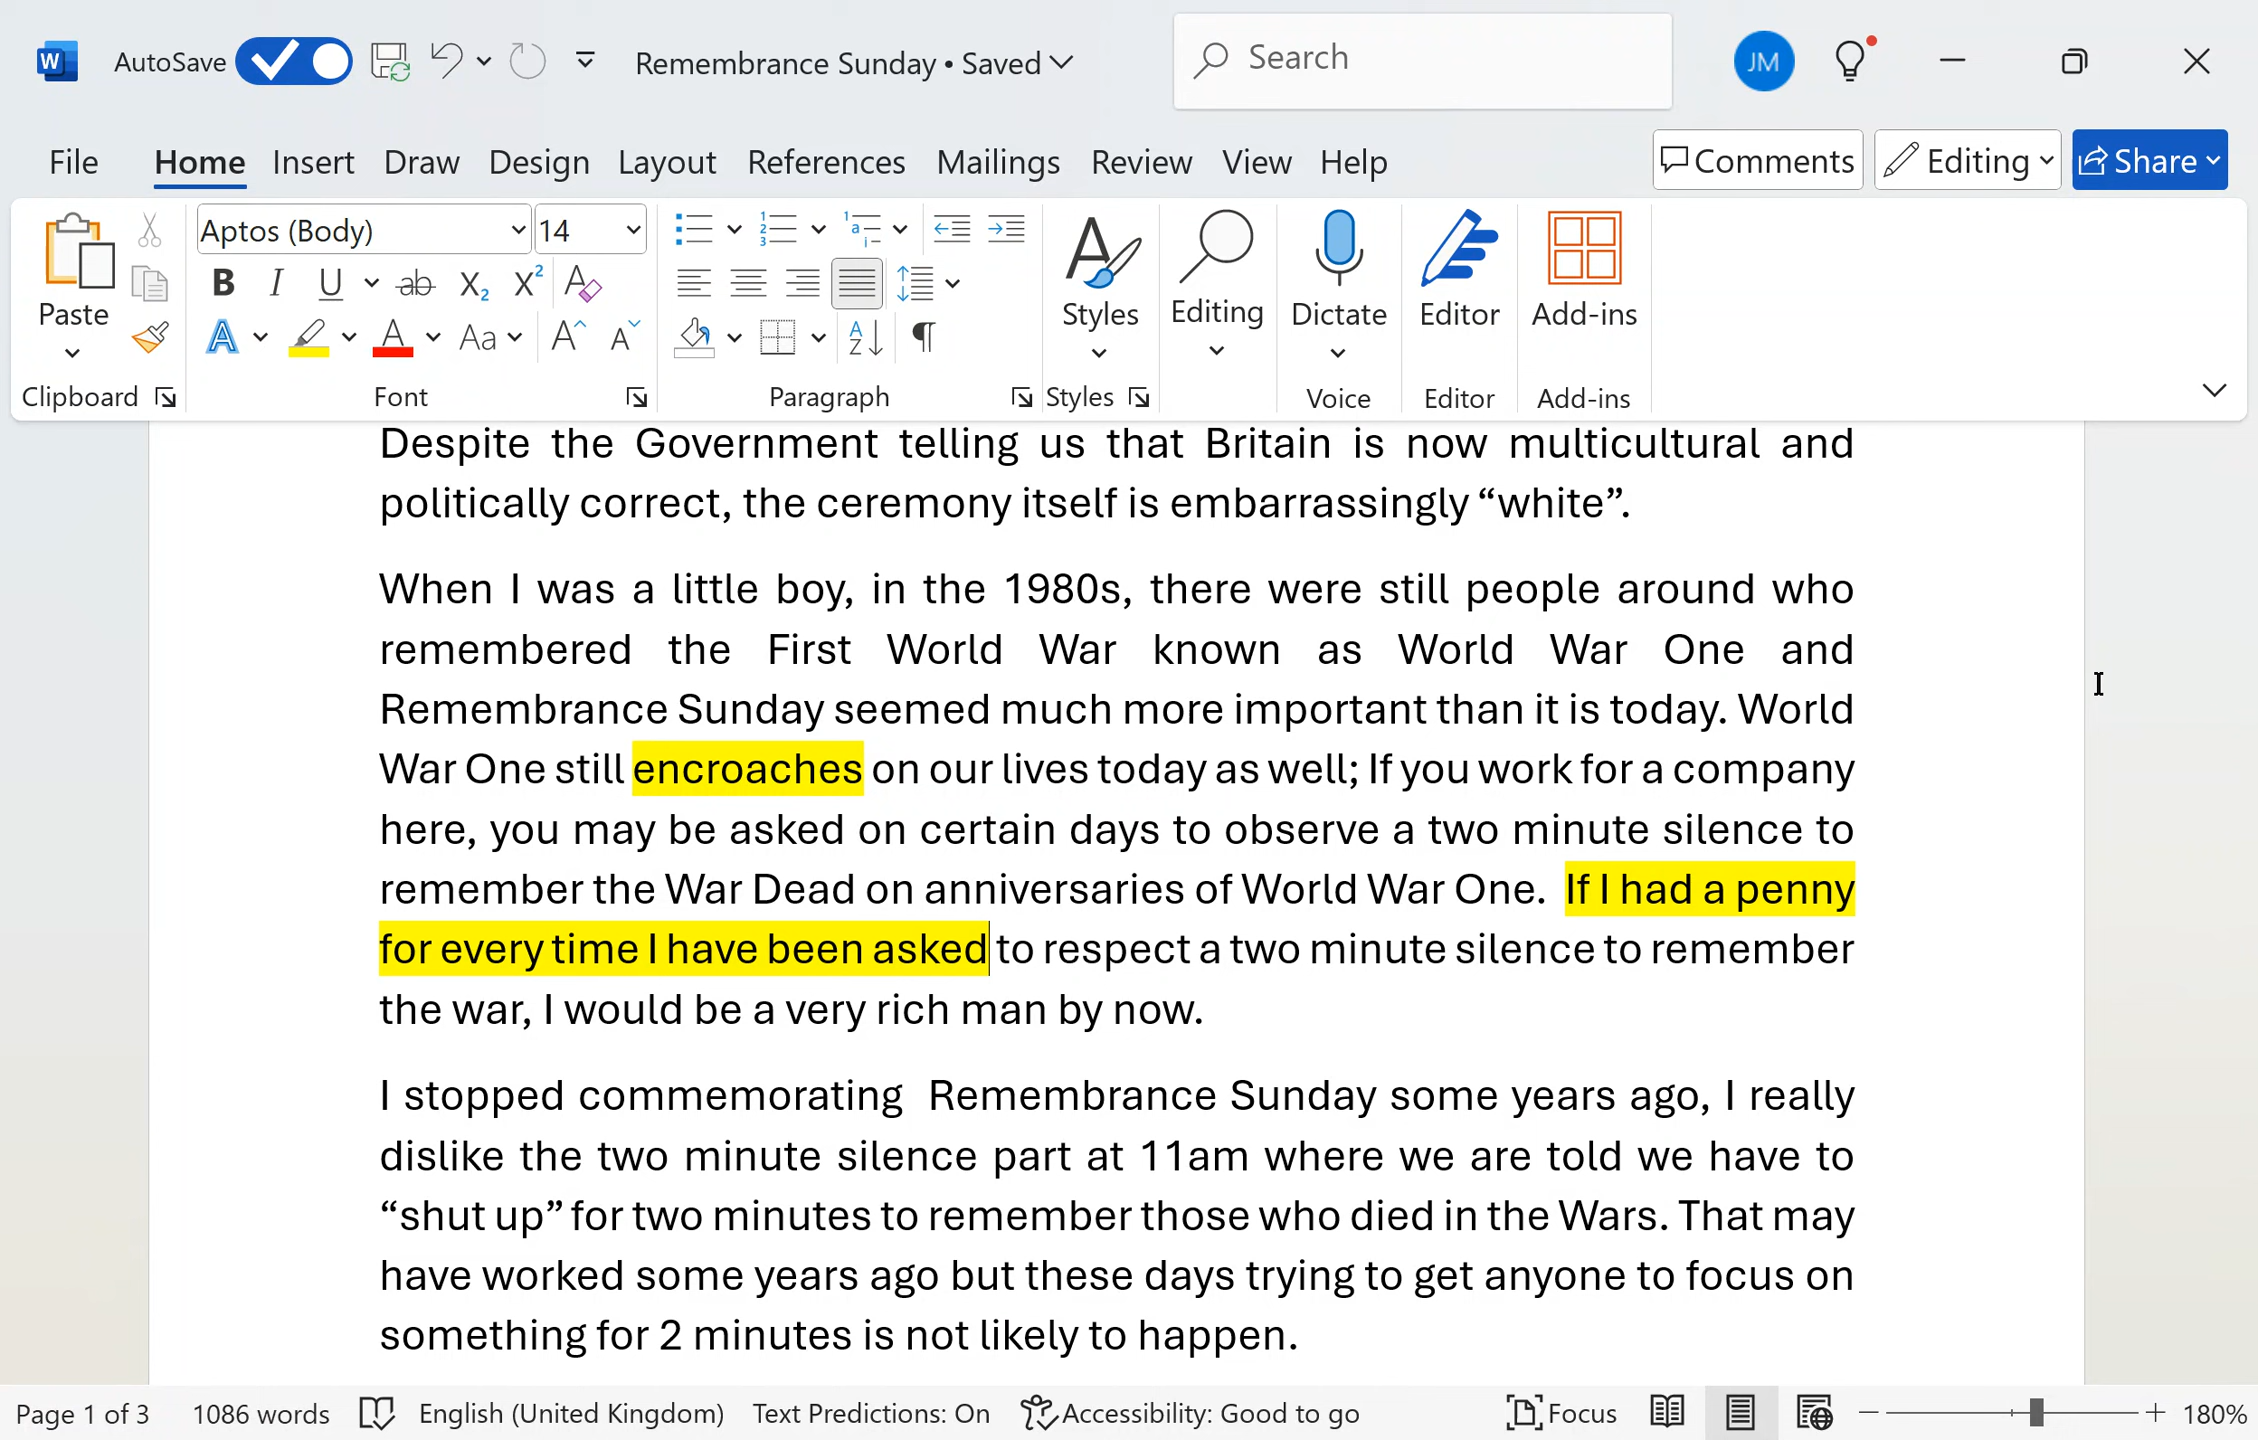 AutoSave Remembrance Sunday • Saved Search JM
File Home Insert Draw Design Layout References Mailings Review View Help Comments Editing Share
Paste
Clipboard
Aptos (Body) 14
B I U ab X₂ X² A
A A Aa A A
Font
Paragraph
Styles
Styles
Editing
Dictate
Voice
Editor
Editor
Add-ins
Add-ins
Despite the Government telling us that Britain is now multicultural and
politically correct, the ceremony itself is embarrassingly “white”.
When I was a little boy, in the 1980s, there were still people around who
remembered the First World War known as World War One and
Remembrance Sunday seemed much more important than it is today. World
War One still encroaches on our lives today as well; If you work for a company
here, you may be asked on certain days to observe a two minute silence to
remember the War Dead on anniversaries of World War One.  If I had a penny
for every time I have been asked to respect a two minute silence to remember
the war, I would be a very rich man by now.
I stopped commemorating  Remembrance Sunday some years ago, I really
dislike the two minute silence part at 11am where we are told we have to
“shut up” for two minutes to remember those who died in the Wars. That may
have worked some years ago but these days trying to get anyone to focus on
something for 2 minutes is not likely to happen.
Page 1 of 3 1086 words English (United Kingdom) Text Predictions: On Accessibility: Good to go Focus 180%